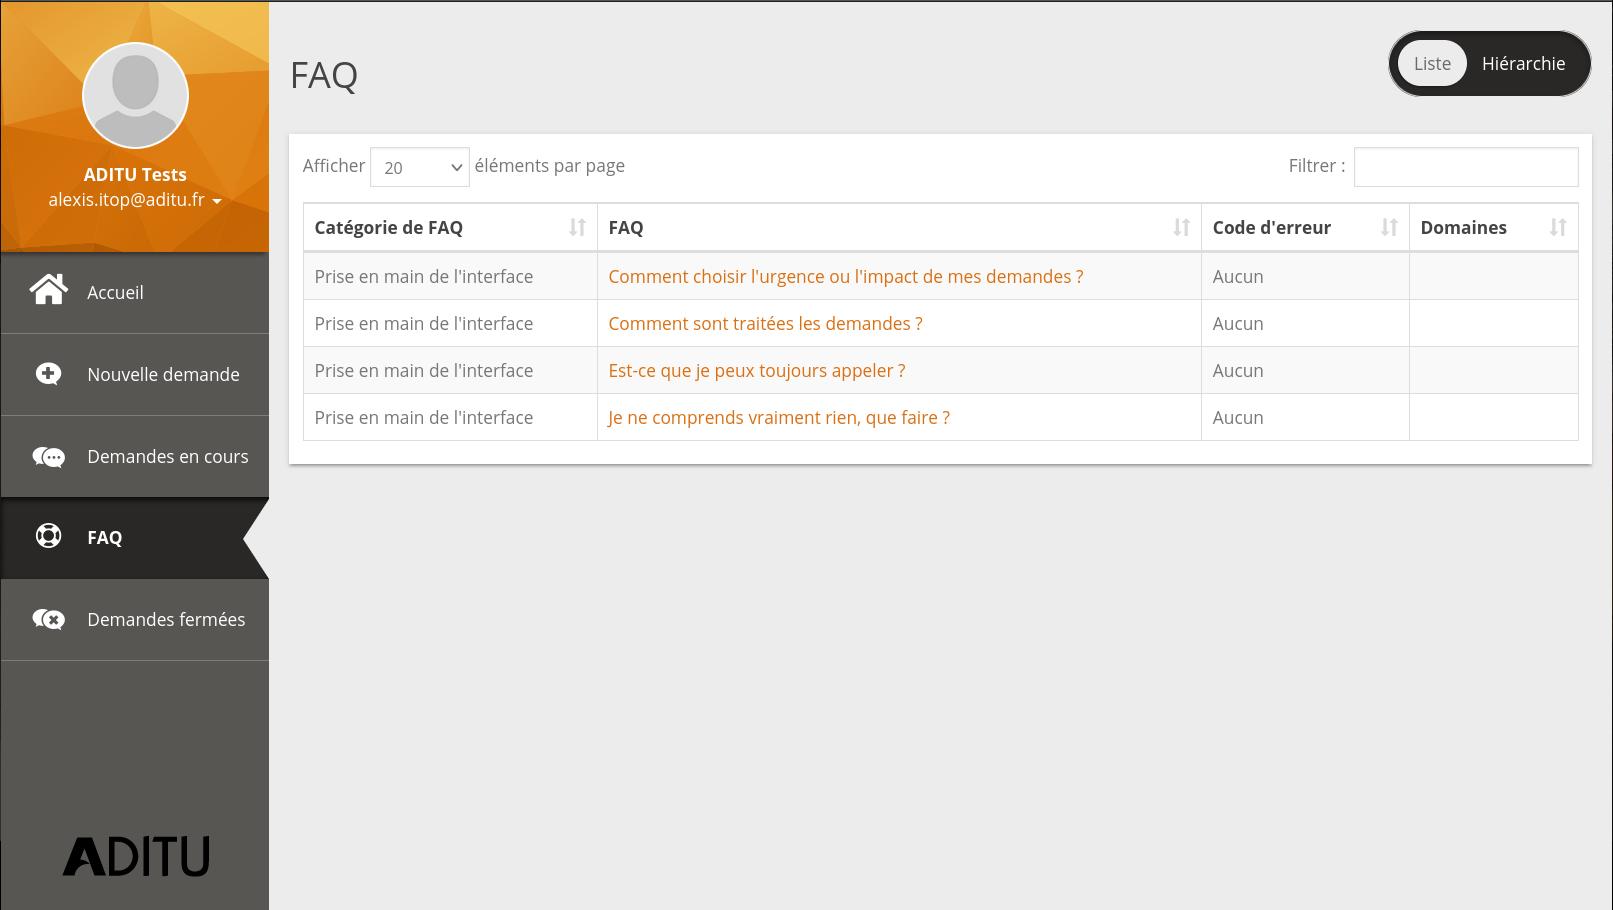 ADITU Tests
alexis.itop@aditu.fr
Accueil
Nouvelle demande
Demandes en cours
FAQ
Demandes fermées
ADITU
FAQ
Liste Hiérarchie
Afficher 20 éléments par page Filtrer :
Catégorie de FAQ FAQ Code d'erreur Domaines
Prise en main de l'interface Comment choisir l'urgence ou l'impact de mes demandes ? Aucun
Prise en main de l'interface Comment sont traitées les demandes ? Aucun
Prise en main de l'interface Est-ce que je peux toujours appeler ? Aucun
Prise en main de l'interface Je ne comprends vraiment rien, que faire ? Aucun